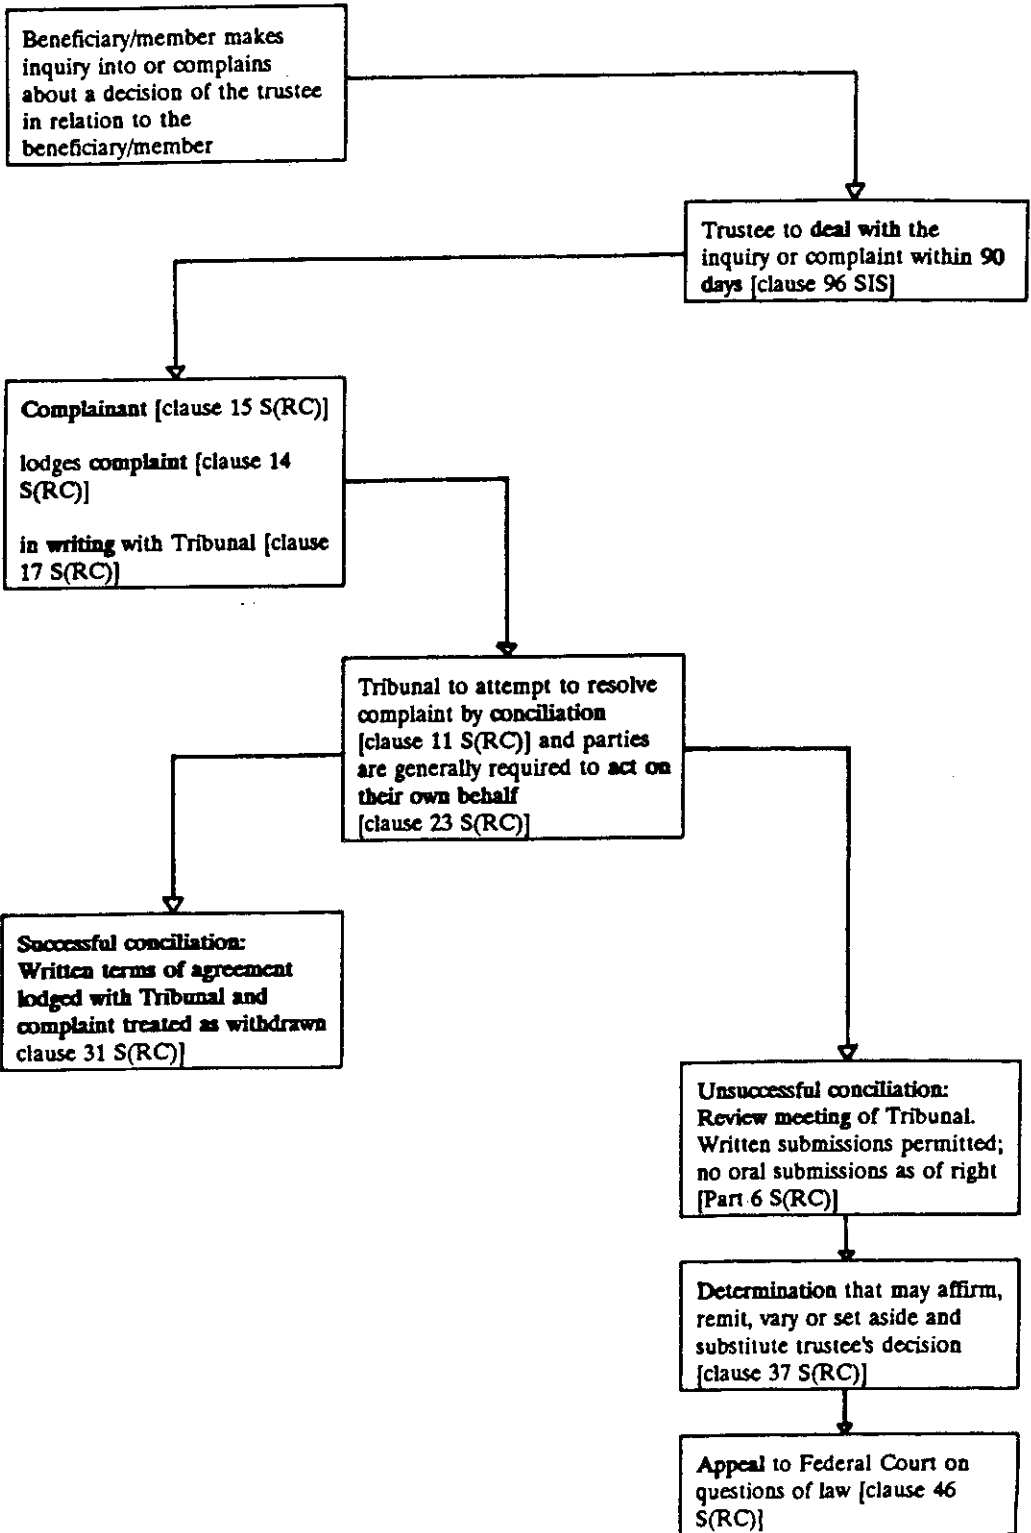 Beneficiary/member makes
inquiry into or complains
about a decision of the trustee
in relation to the
beneficiary/member
Trustee to deal with the
inquiry or complaint within 90
days [clause 96 SIS]
Complainant [clause 15 S(RC)]
lodges complaint [clause 14
S(RC)]
in writing with Tribunal [clause
17 S(RC)]
Tribunal to attempt to resolve
complaint by conciliation
[clause 11 S(RC)] and parties
are generally required to act on
their own behalf
[clause 23 S(RC)]
Successful conciliation:
Written terms of agreement
lodged with Tribunal and
complaint treated as withdrawn
clause 31 S(RC)]
Unsuccessful conciliation:
Review meeting of Tribunal.
Written submissions permitted;
no oral submissions as of right
[Part 6 S(RC)]
Determination that may affirm,
remit, vary or set aside and
substitute trustee's decision
[clause 37 S(RC)]
Appeal to Federal Court on
questions of law [clause 46
S(RC)]